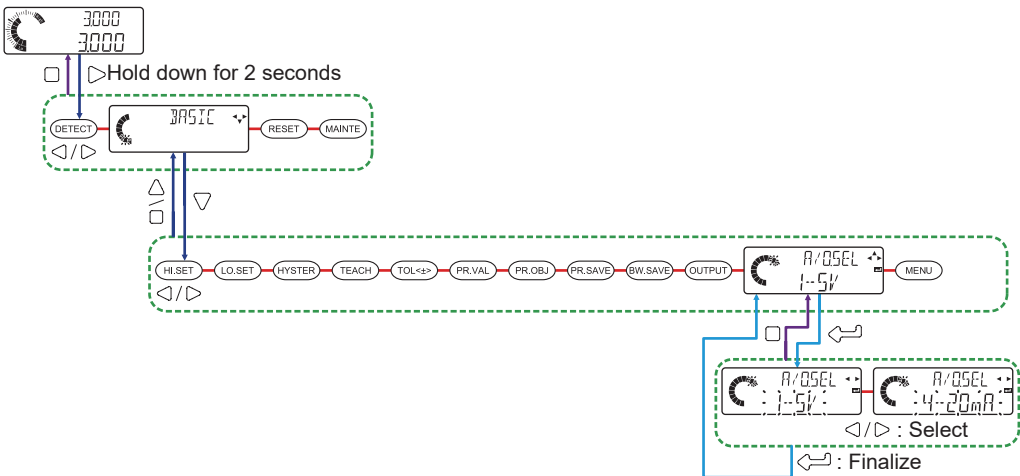 3.000
3.000
Hold down for 2 seconds
DETECT BASIC RESET MAINTE
/
HI.SET LO.SET HYSTER TEACH TOL<±> PR.VAL PR.OBJ PR.SAVE BW.SAVE OUTPUT A/O.SEL MENU
1-5V
/
A/O.SEL A/O.SEL
1-5V 4-20mA
/ : Select
: Finalize